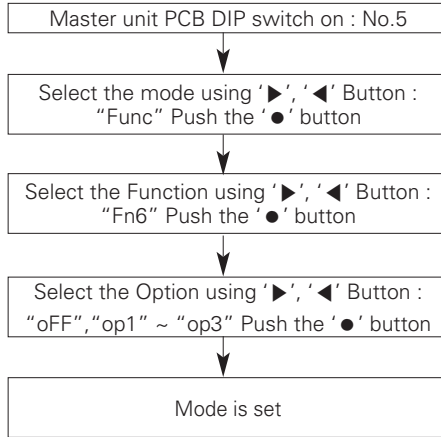 Master unit PCB DIP switch on : No.5
Select the mode using ‘▶’, ‘◀’ Button :
“Func” Push the ‘●’ button
Select the Function using ‘▶’, ‘◀’ Button :
“Fn6” Push the ‘●’ button
Select the Option using ‘▶’, ‘◀’ Button :
“oFF”,“op1” ~ “op3” Push the ‘●’ button
Mode is set